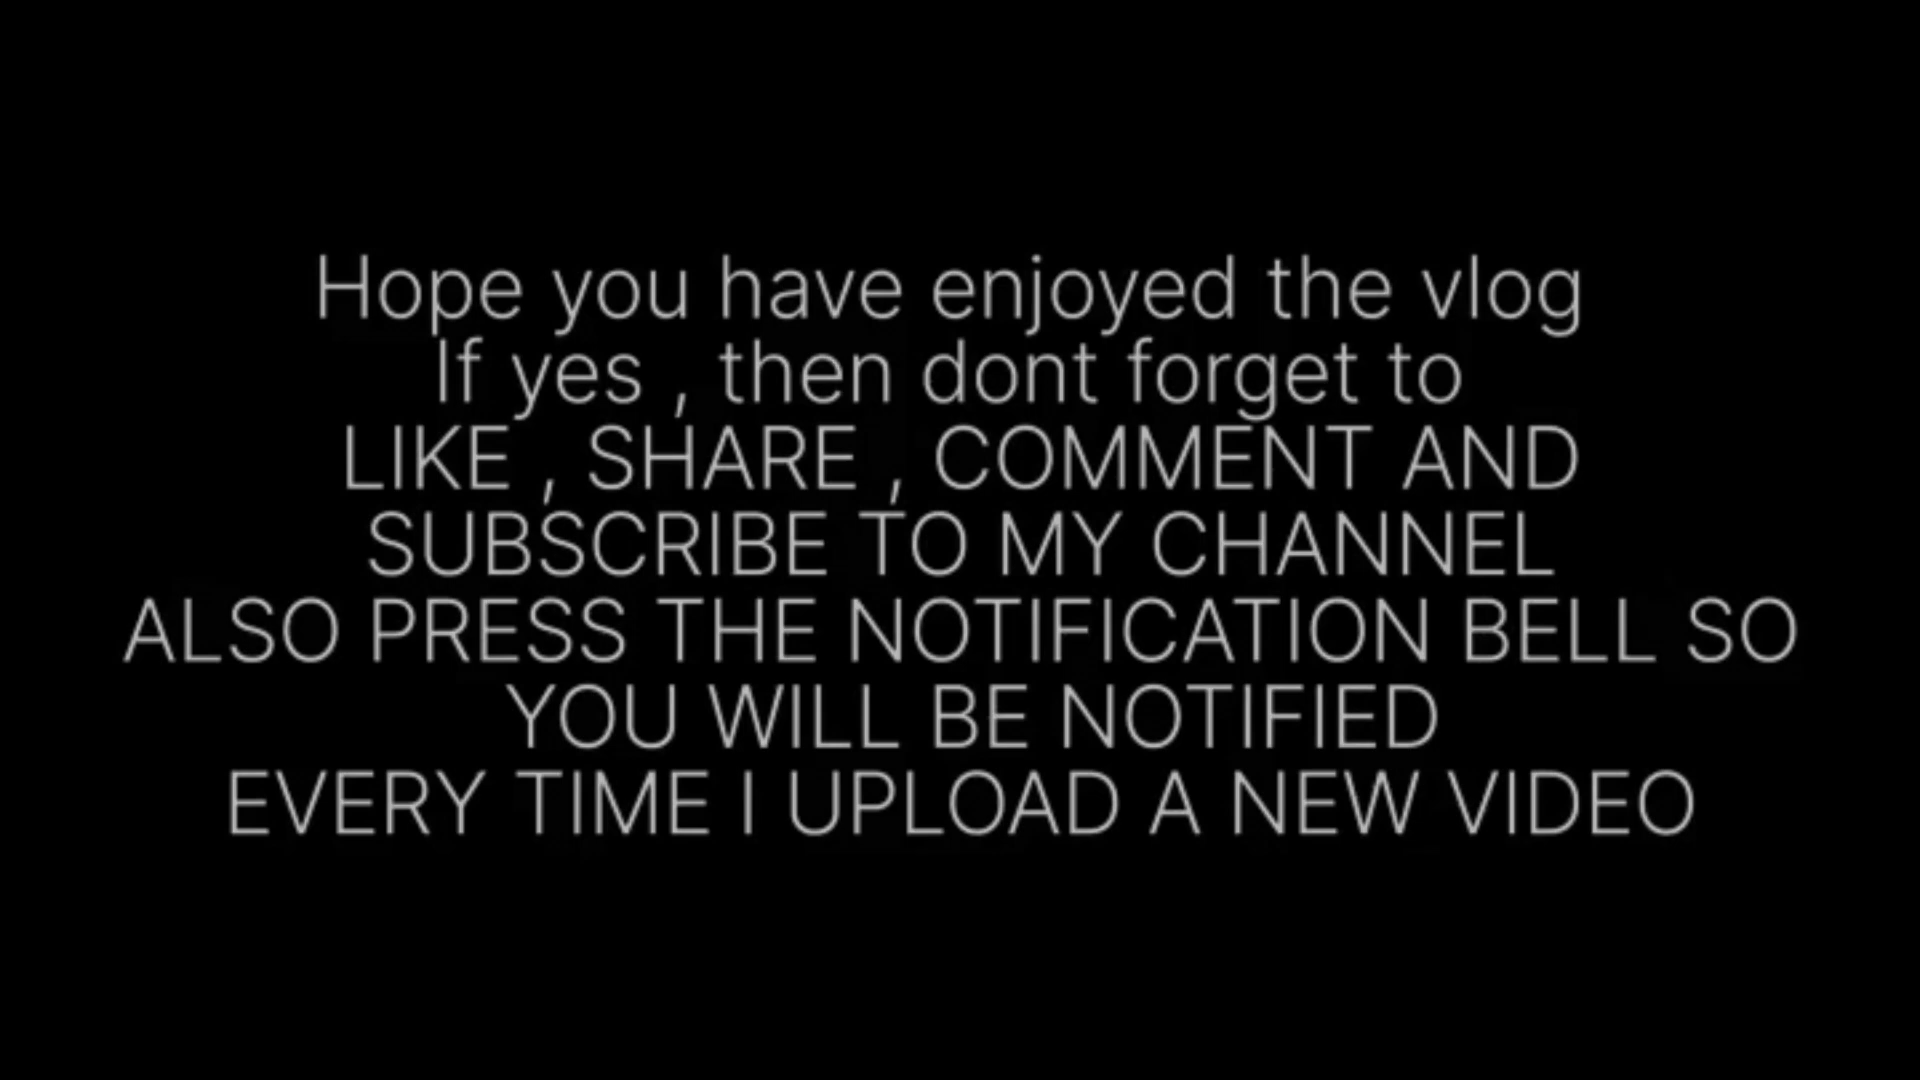 Hope you have enjoyed the vlog
If yes , then dont forget to
LIKE , SHARE , COMMENT AND
SUBSCRIBE TO MY CHANNEL
ALSO PRESS THE NOTIFICATION BELL SO
YOU WILL BE NOTIFIED
EVERY TIME I UPLOAD A NEW VIDEO